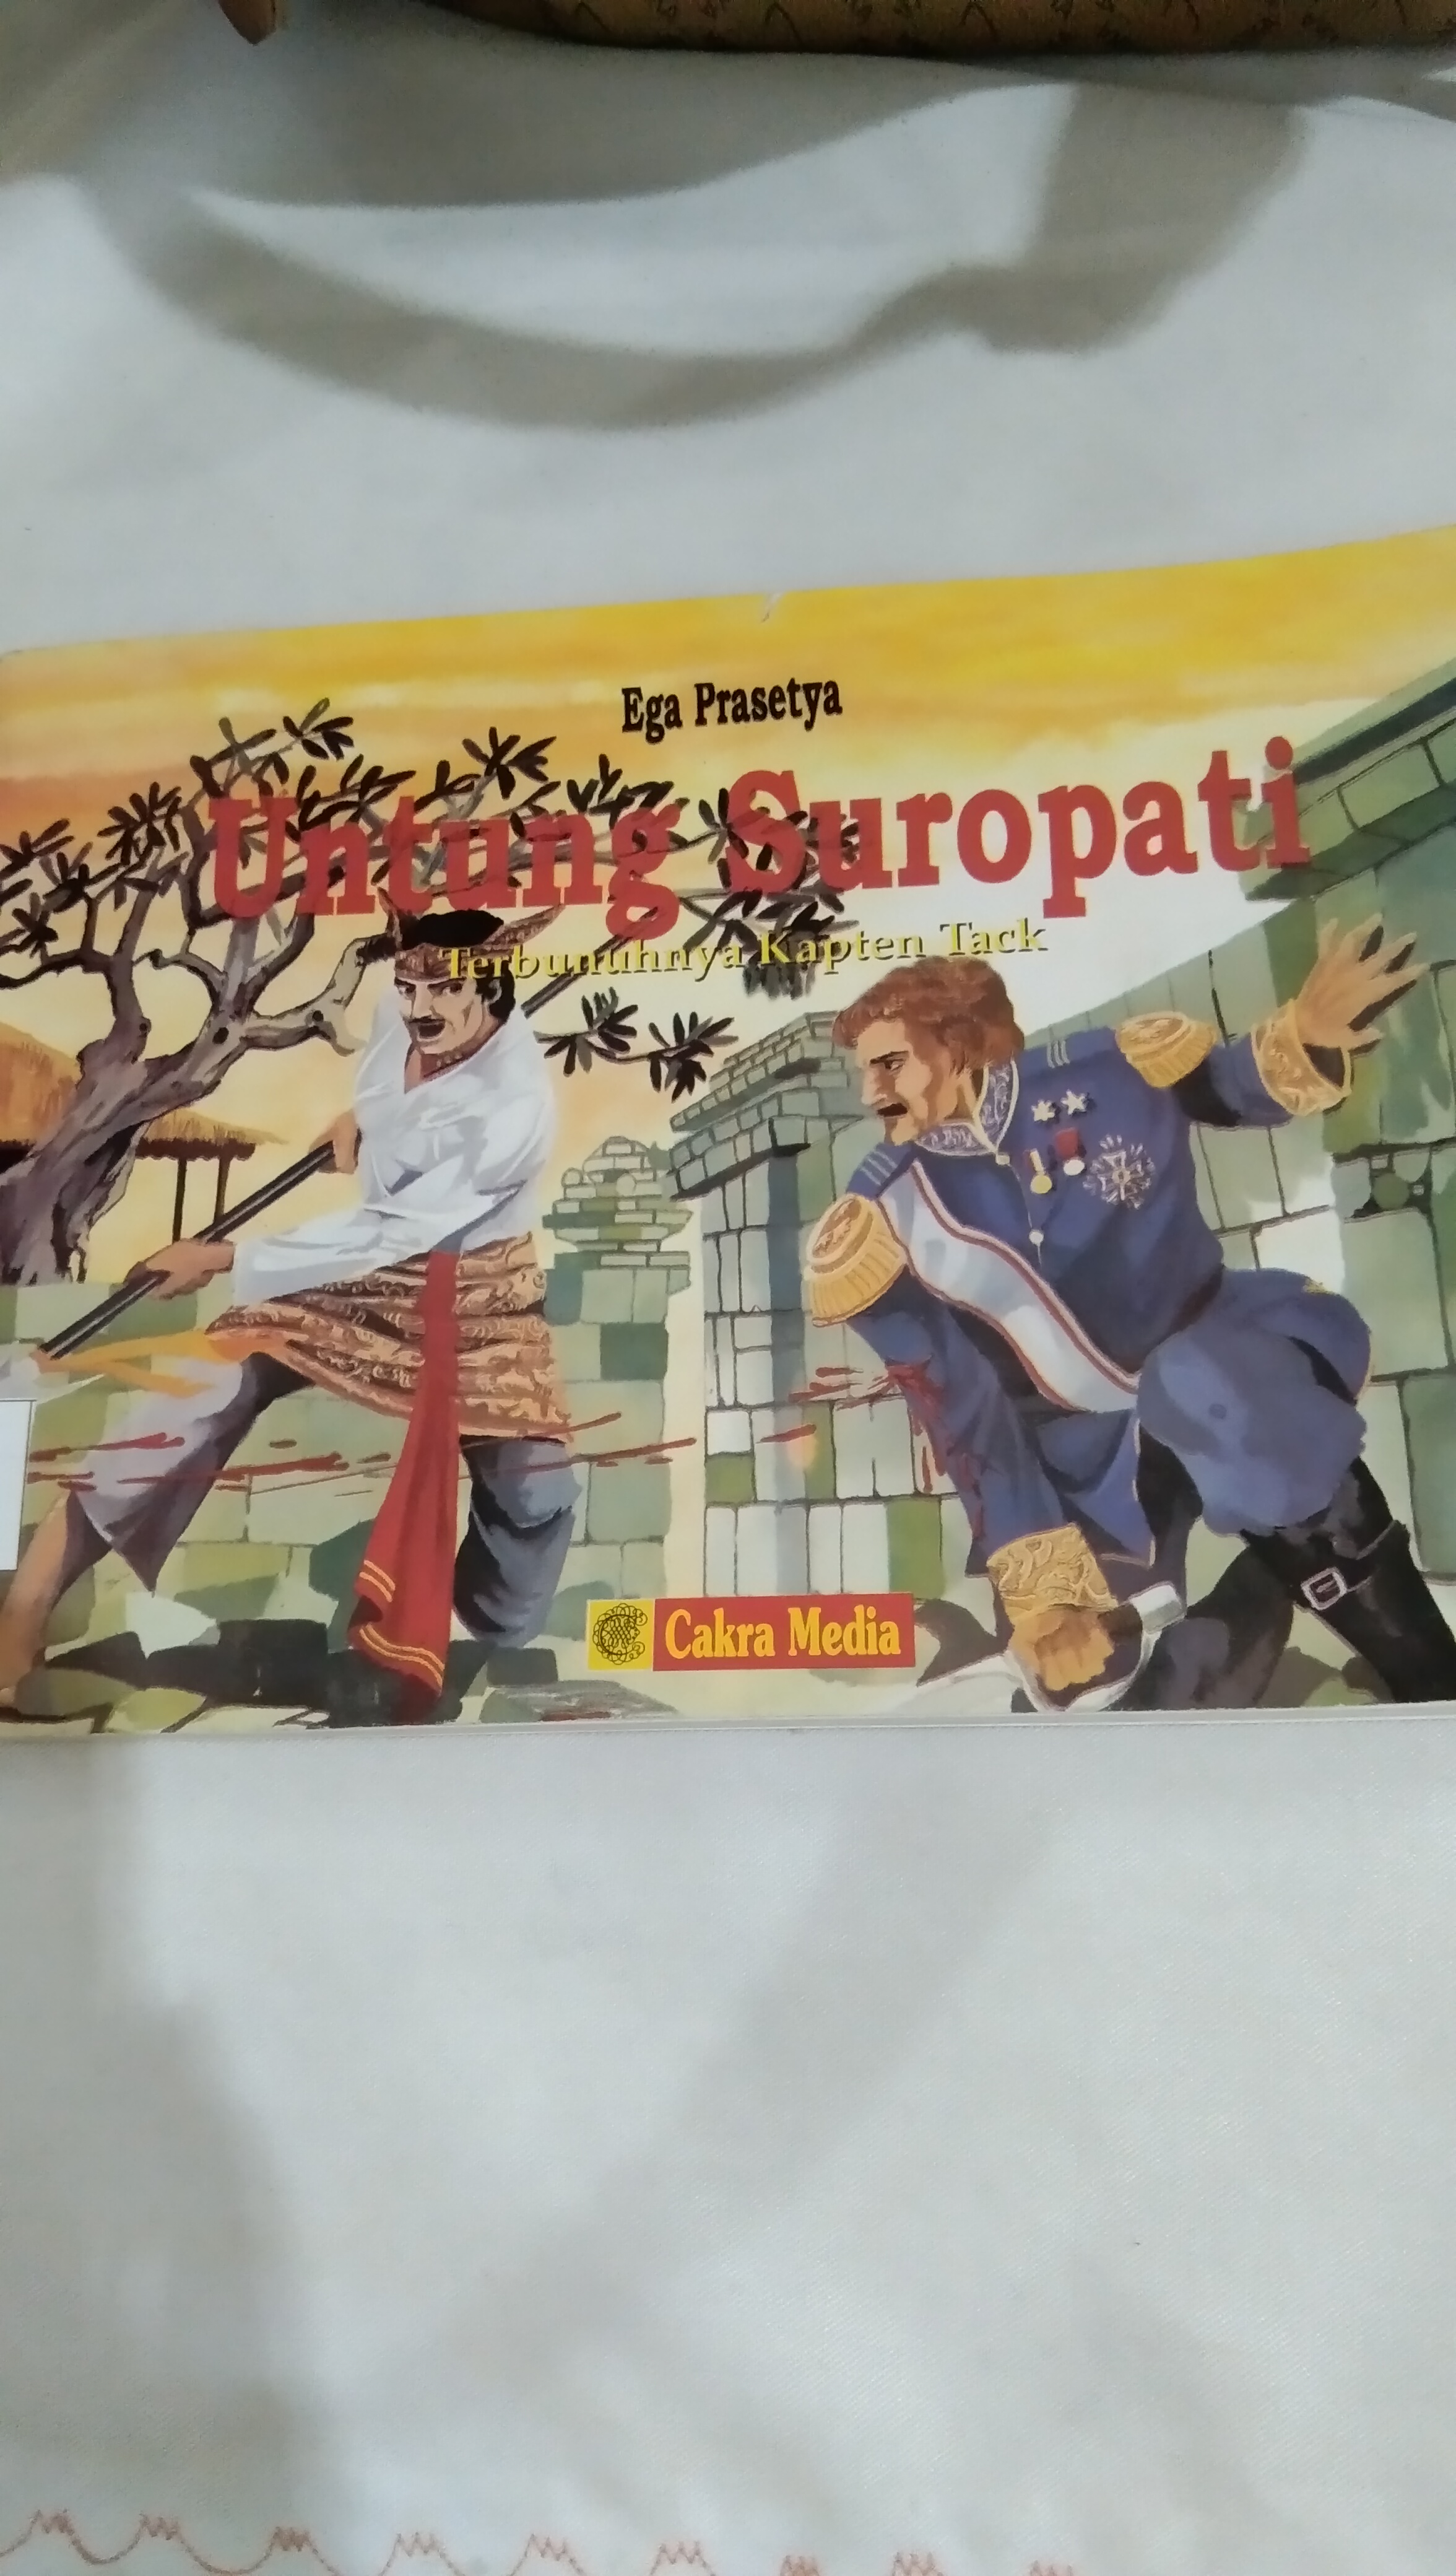 Ega Prasetya
Untung Suropati
Terbunuhnya Kapten Tack
Cakra Media